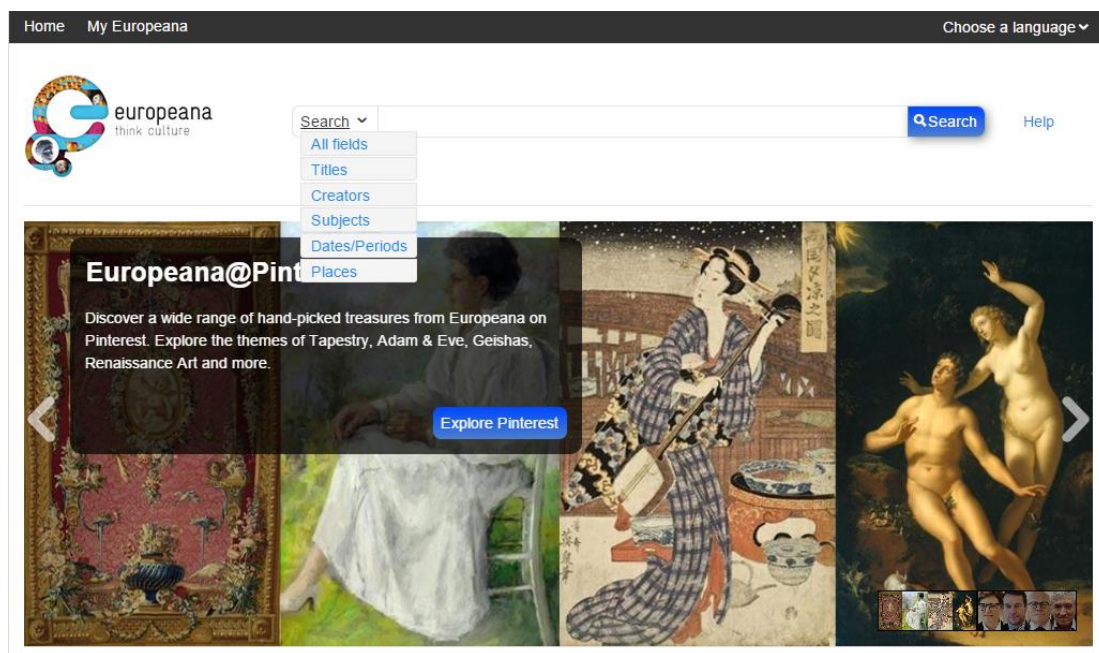 Home My Europeana Choose a language
europeana
think culture
Search Search Help
All fields
Titles
Creators
Subjects
Dates/Periods
Places
Europeana@Pint
Discover a wide range of hand-picked treasures from Europeana on
Pinterest. Explore the themes of Tapestry, Adam & Eve, Geishas,
Renaissance Art and more.
Explore Pinterest